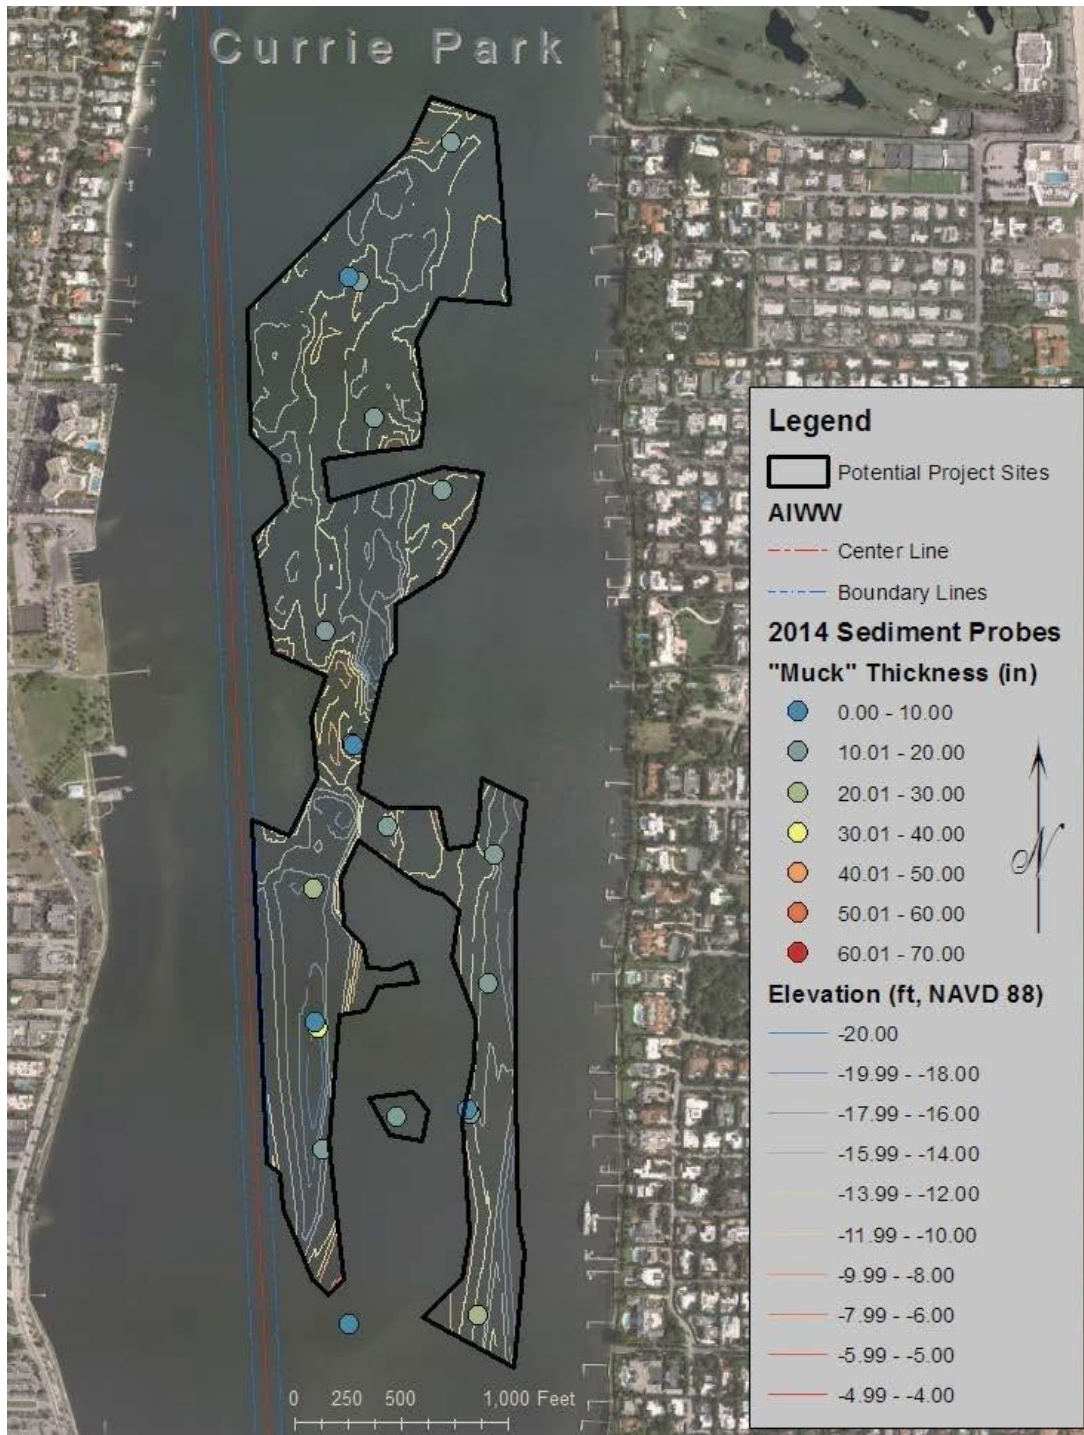 Currie Park
Legend
Potential Project Sites
AIWW
Center Line
Boundary Lines
2014 Sediment Probes
"Muck" Thickness (in)
0.00 - 10.00
10.01 - 20.00
20.01 - 30.00
30.01 - 40.00
40.01 - 50.00
50.01 - 60.00
60.01 - 70.00
N
Elevation (ft, NAVD 88)
-20.00
-19.99 - -18.00
-17.99 - -16.00
-15.99 - -14.00
-13.99 - -12.00
-11.99 - -10.00
-9.99 - -8.00
-7.99 - -6.00
-5.99 - -5.00
-4.99 - -4.00
0 250 500 1,000 Feet